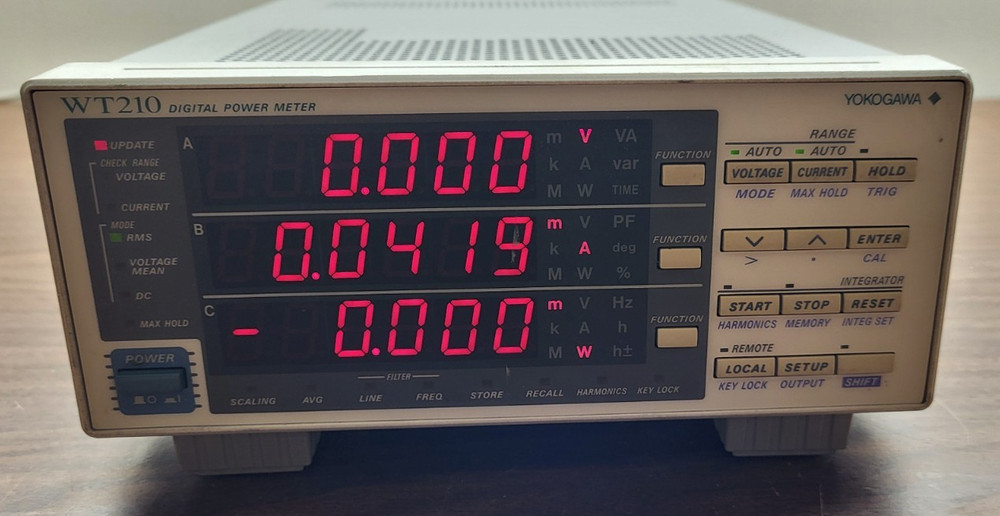 WT210 DIGITAL POWER METER
YOKOGAWA
UPDATE
CHECK RANGE
VOLTAGE
CURRENT
MODE
RMS
VOLTAGE
MEAN
DC
MAX HOLD
POWER
A 0.000 m V VA
k A var
M W TIME
B 0.0419 m V PF
k A deg
M W %
C - 0.000 m V Hz
k A h
M W h±
FUNCTION
FUNCTION
FUNCTION
FILTER
SCALING AVG LINE FREQ STORE RECALL HARMONICS KEY LOCK
RANGE
AUTO AUTO
VOLTAGE CURRENT HOLD
MODE MAX HOLD TRIG
ENTER
> . CAL
INTEGRATOR
START STOP RESET
HARMONICS MEMORY INTEG SET
REMOTE
LOCAL SETUP
KEY LOCK OUTPUT SHIFT